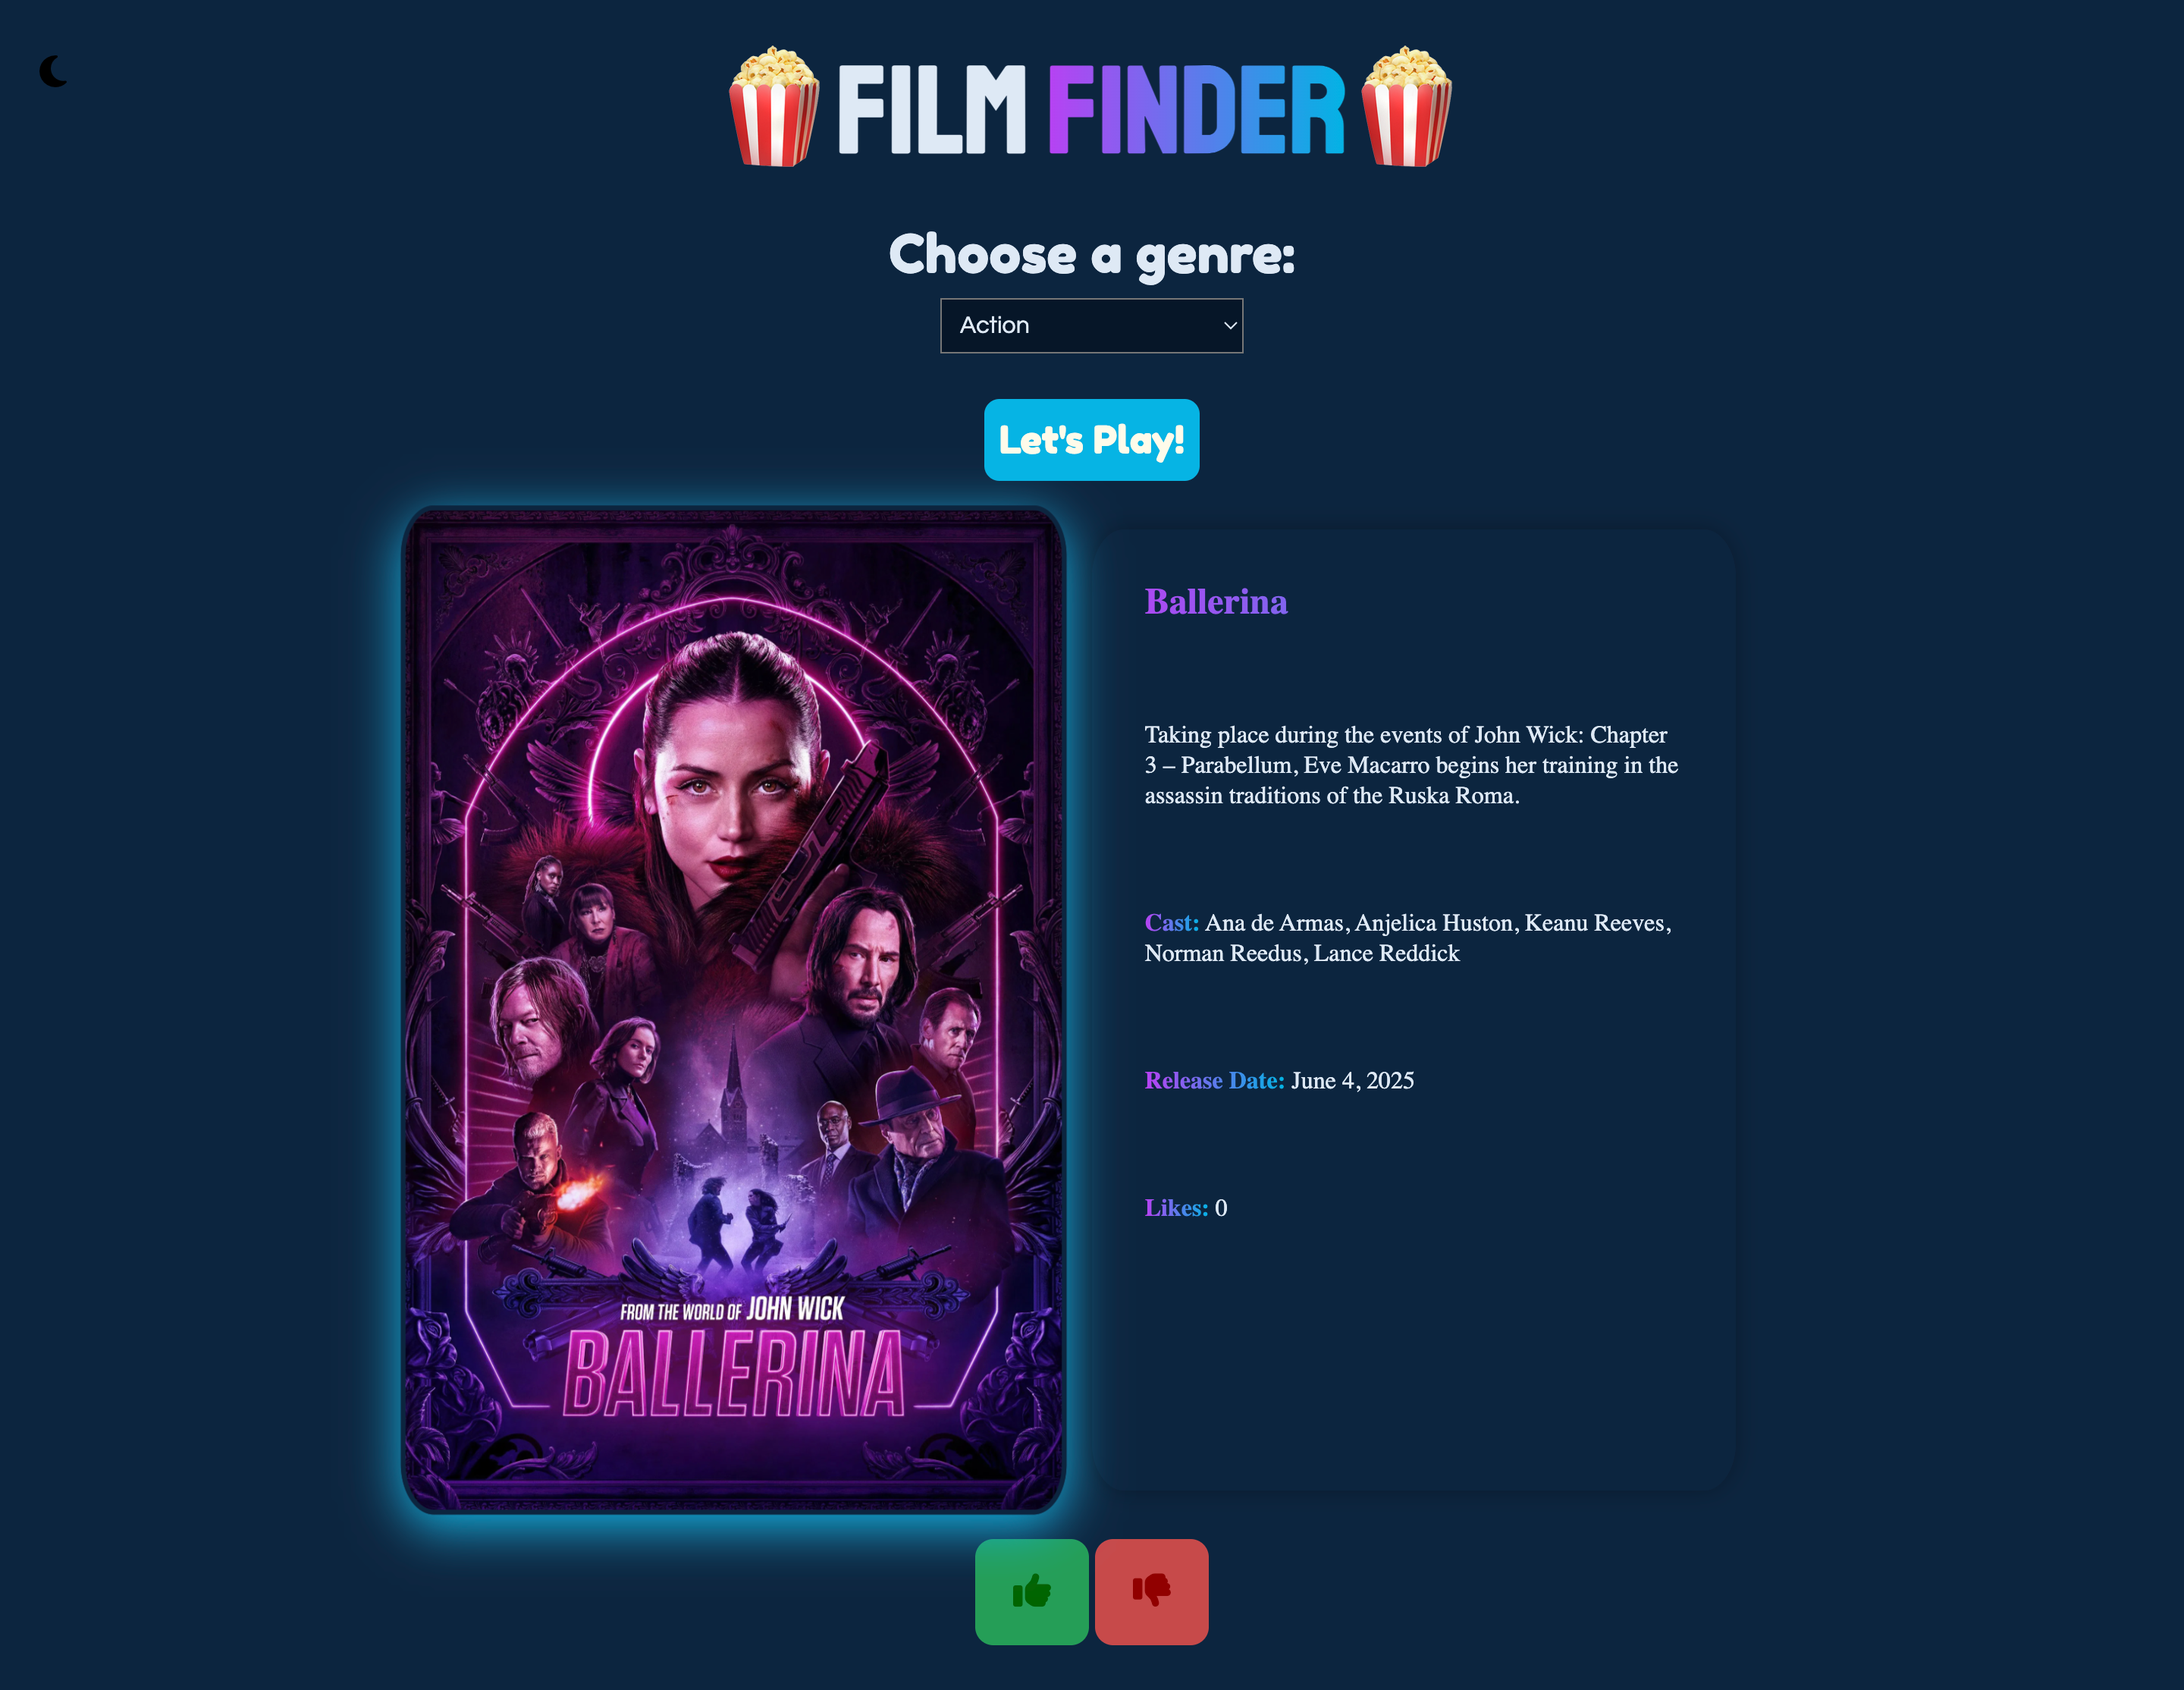 FILM FINDER
Choose a genre:
Action
Let's Play!
FROM THE WORLD OF JOHN WICK
BALLERINA
Ballerina
Taking place during the events of John Wick: Chapter
3 – Parabellum, Eve Macarro begins her training in the
assassin traditions of the Ruska Roma.
Cast: Ana de Armas, Anjelica Huston, Keanu Reeves,
Norman Reedus, Lance Reddick
Release Date: June 4, 2025
Likes: 0